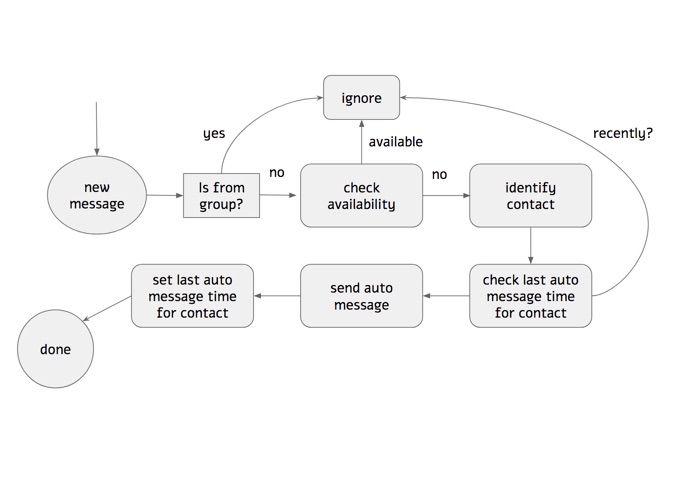 ignore
yes
available
recently?
new
message
Is from
group?
no
check
availability
no
identify
contact
set last auto
message time
for contact
send auto
message
check last auto
message time
for contact
done